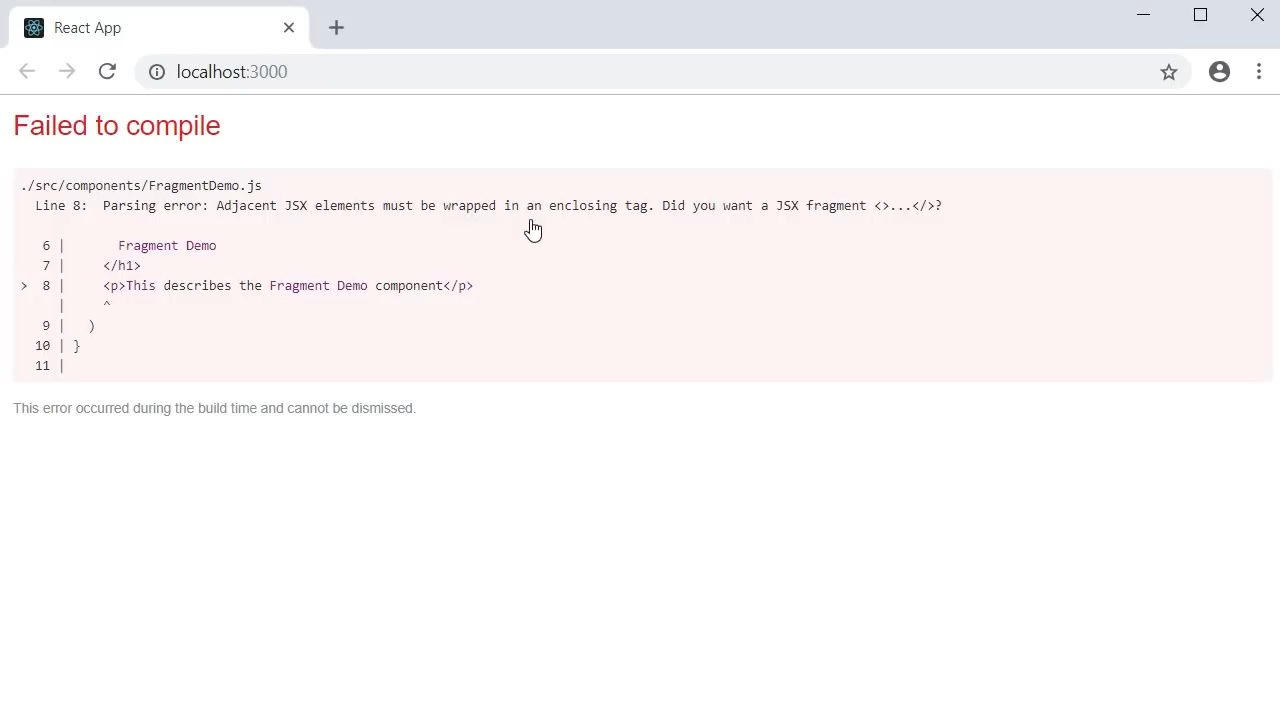 React App
localhost:3000
Failed to compile
./src/components/FragmentDemo.js
Line 8:  Parsing error: Adjacent JSX elements must be wrapped in an enclosing tag. Did you want a JSX fragment <>...</>?
6 |       Fragment Demo
7 |     </h1>
> 8 |     <p>This describes the Fragment Demo component</p>
|     ^
9 |   )
10 | }
11 |
This error occurred during the build time and cannot be dismissed.